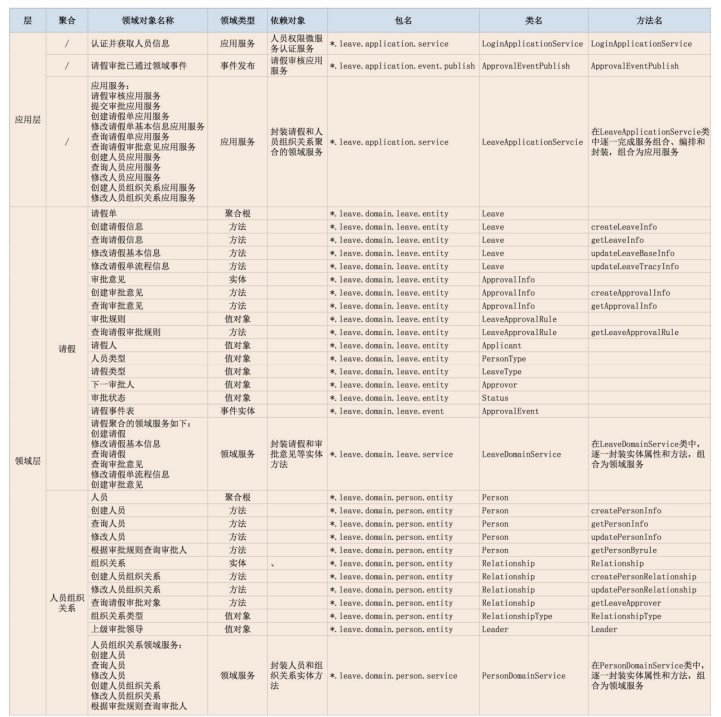 层 聚合 领域对象名称 领域类型 依赖对象 包名 类名 方法名
应用层 / 认证并获取人员信息 应用服务 人员权限微服务认证服务 *.leave.application.service LoginApplicationService LoginApplicationService
/ 请假审批已通过领域事件 事件发布 请假审核应用服务 *.leave.application.event.publish ApprovalEventPublish ApprovalEventPublish
/ 应用服务：
请假审核应用服务
提交审批应用服务
创建请假单应用服务
修改请假单基本信息应用服务
查询请假单应用服务
查询请假审批意见应用服务
创建人员应用服务
查询人员应用服务
修改人员应用服务
创建人员组织关系应用服务
修改人员组织关系应用服务
应用服务 封装请假和人员组织关系聚合的领域服务 *.leave.application.service LeaveApplicationServcie 在LeaveApplicationServcie类中逐一完成服务组合、编排和封装，组合为应用服务
领域层 请假 请假单 聚合根 *.leave.domain.leave.entity Leave
创建请假信息 方法 *.leave.domain.leave.entity Leave createLeaveInfo
查询请假信息 方法 *.leave.domain.leave.entity Leave getLeaveInfo
修改请假基本信息 方法 *.leave.domain.leave.entity Leave updateLeaveBaseInfo
修改请假单流程信息 方法 *.leave.domain.leave.entity Leave updateLeaveTracyInfo
审批意见 实体 *.leave.domain.leave.entity ApprovalInfo
创建审批意见 方法 *.leave.domain.leave.entity ApprovalInfo createApprovalInfo
查询审批意见 方法 *.leave.domain.leave.entity ApprovalInfo getApprovalInfo
审批规则 值对象 *.leave.domain.leave.entity LeaveApprovalRule
查询请假审批规则 方法 *.leave.domain.leave.entity LeaveApprovalRule getLeaveApprovalRule
请假人 值对象 *.leave.domain.leave.entity Applicant
人员类型 值对象 *.leave.domain.leave.entity PersonType
请假类型 值对象 *.leave.domain.leave.entity LeaveType
下一审批人 值对象 *.leave.domain.leave.entity Approvor
审批状态 值对象 *.leave.domain.leave.entity Status
请假事件表 事件实体 *.leave.domain.leave.event ApprovalEvent
请假聚合的领域服务如下：
创建请假
修改请假基本信息
查询请假
查询审批意见
修改请假单流程信息
创建审批意见
领域服务 封装请假和审批意见等实体方法 *.leave.domain.leave.service LeaveDomainService 在LeaveDomainService类中，逐一封装实体属性和方法，组合为领域服务
人员组织关系 人员 聚合根 *.leave.domain.person.entity Person
创建人员 方法 *.leave.domain.person.entity Person createPersonInfo
查询人员 方法 *.leave.domain.person.entity Person getPersonInfo
修改人员 方法 *.leave.domain.person.entity Person updatePersonInfo
根据审批规则查询审批人 方法 *.leave.domain.person.entity Person getPersonByrule
组织关系 实体 、 *.leave.domain.person.entity Relationship Relationship
创建人员组织关系 方法 *.leave.domain.person.entity Relationship createPersonRelationship
修改人员组织关系 方法 *.leave.domain.person.entity Relationship updatePersonRelationship
查询请假审批对象 方法 *.leave.domain.person.entity Relationship getLeaveApprover
组织关系类型 值对象 *.leave.domain.person.entity RelationshipType RelationshipType
上级审批领导 值对象 *.leave.domain.person.entity Leader Leader
人员组织关系领域服务：
创建人员
查询人员
修改人员
创建人员组织关系
修改人员组织关系
根据审批规则查询审批人
领域服务 封装人员和组织关系实体方法 *.leave.domain.person.service PersonDomainService 在PersonDomainService类中，逐一封装实体属性和方法，组合为领域服务